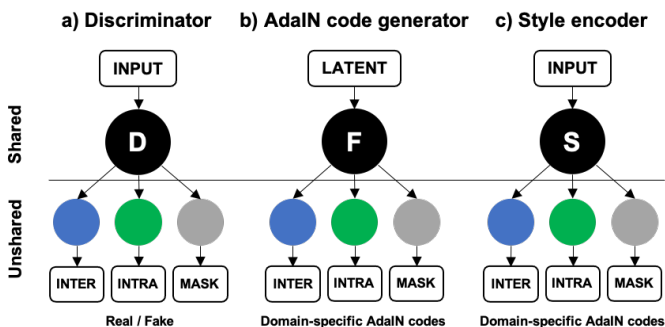 a) Discriminator
b) AdaIN code generator
c) Style encoder
INPUT
LATENT
INPUT
Shared
D
F
S
Unshared
INTER
INTRA
MASK
INTER
INTRA
MASK
INTER
INTRA
MASK
Real / Fake
Domain-specific AdaIN codes
Domain-specific AdaIN codes